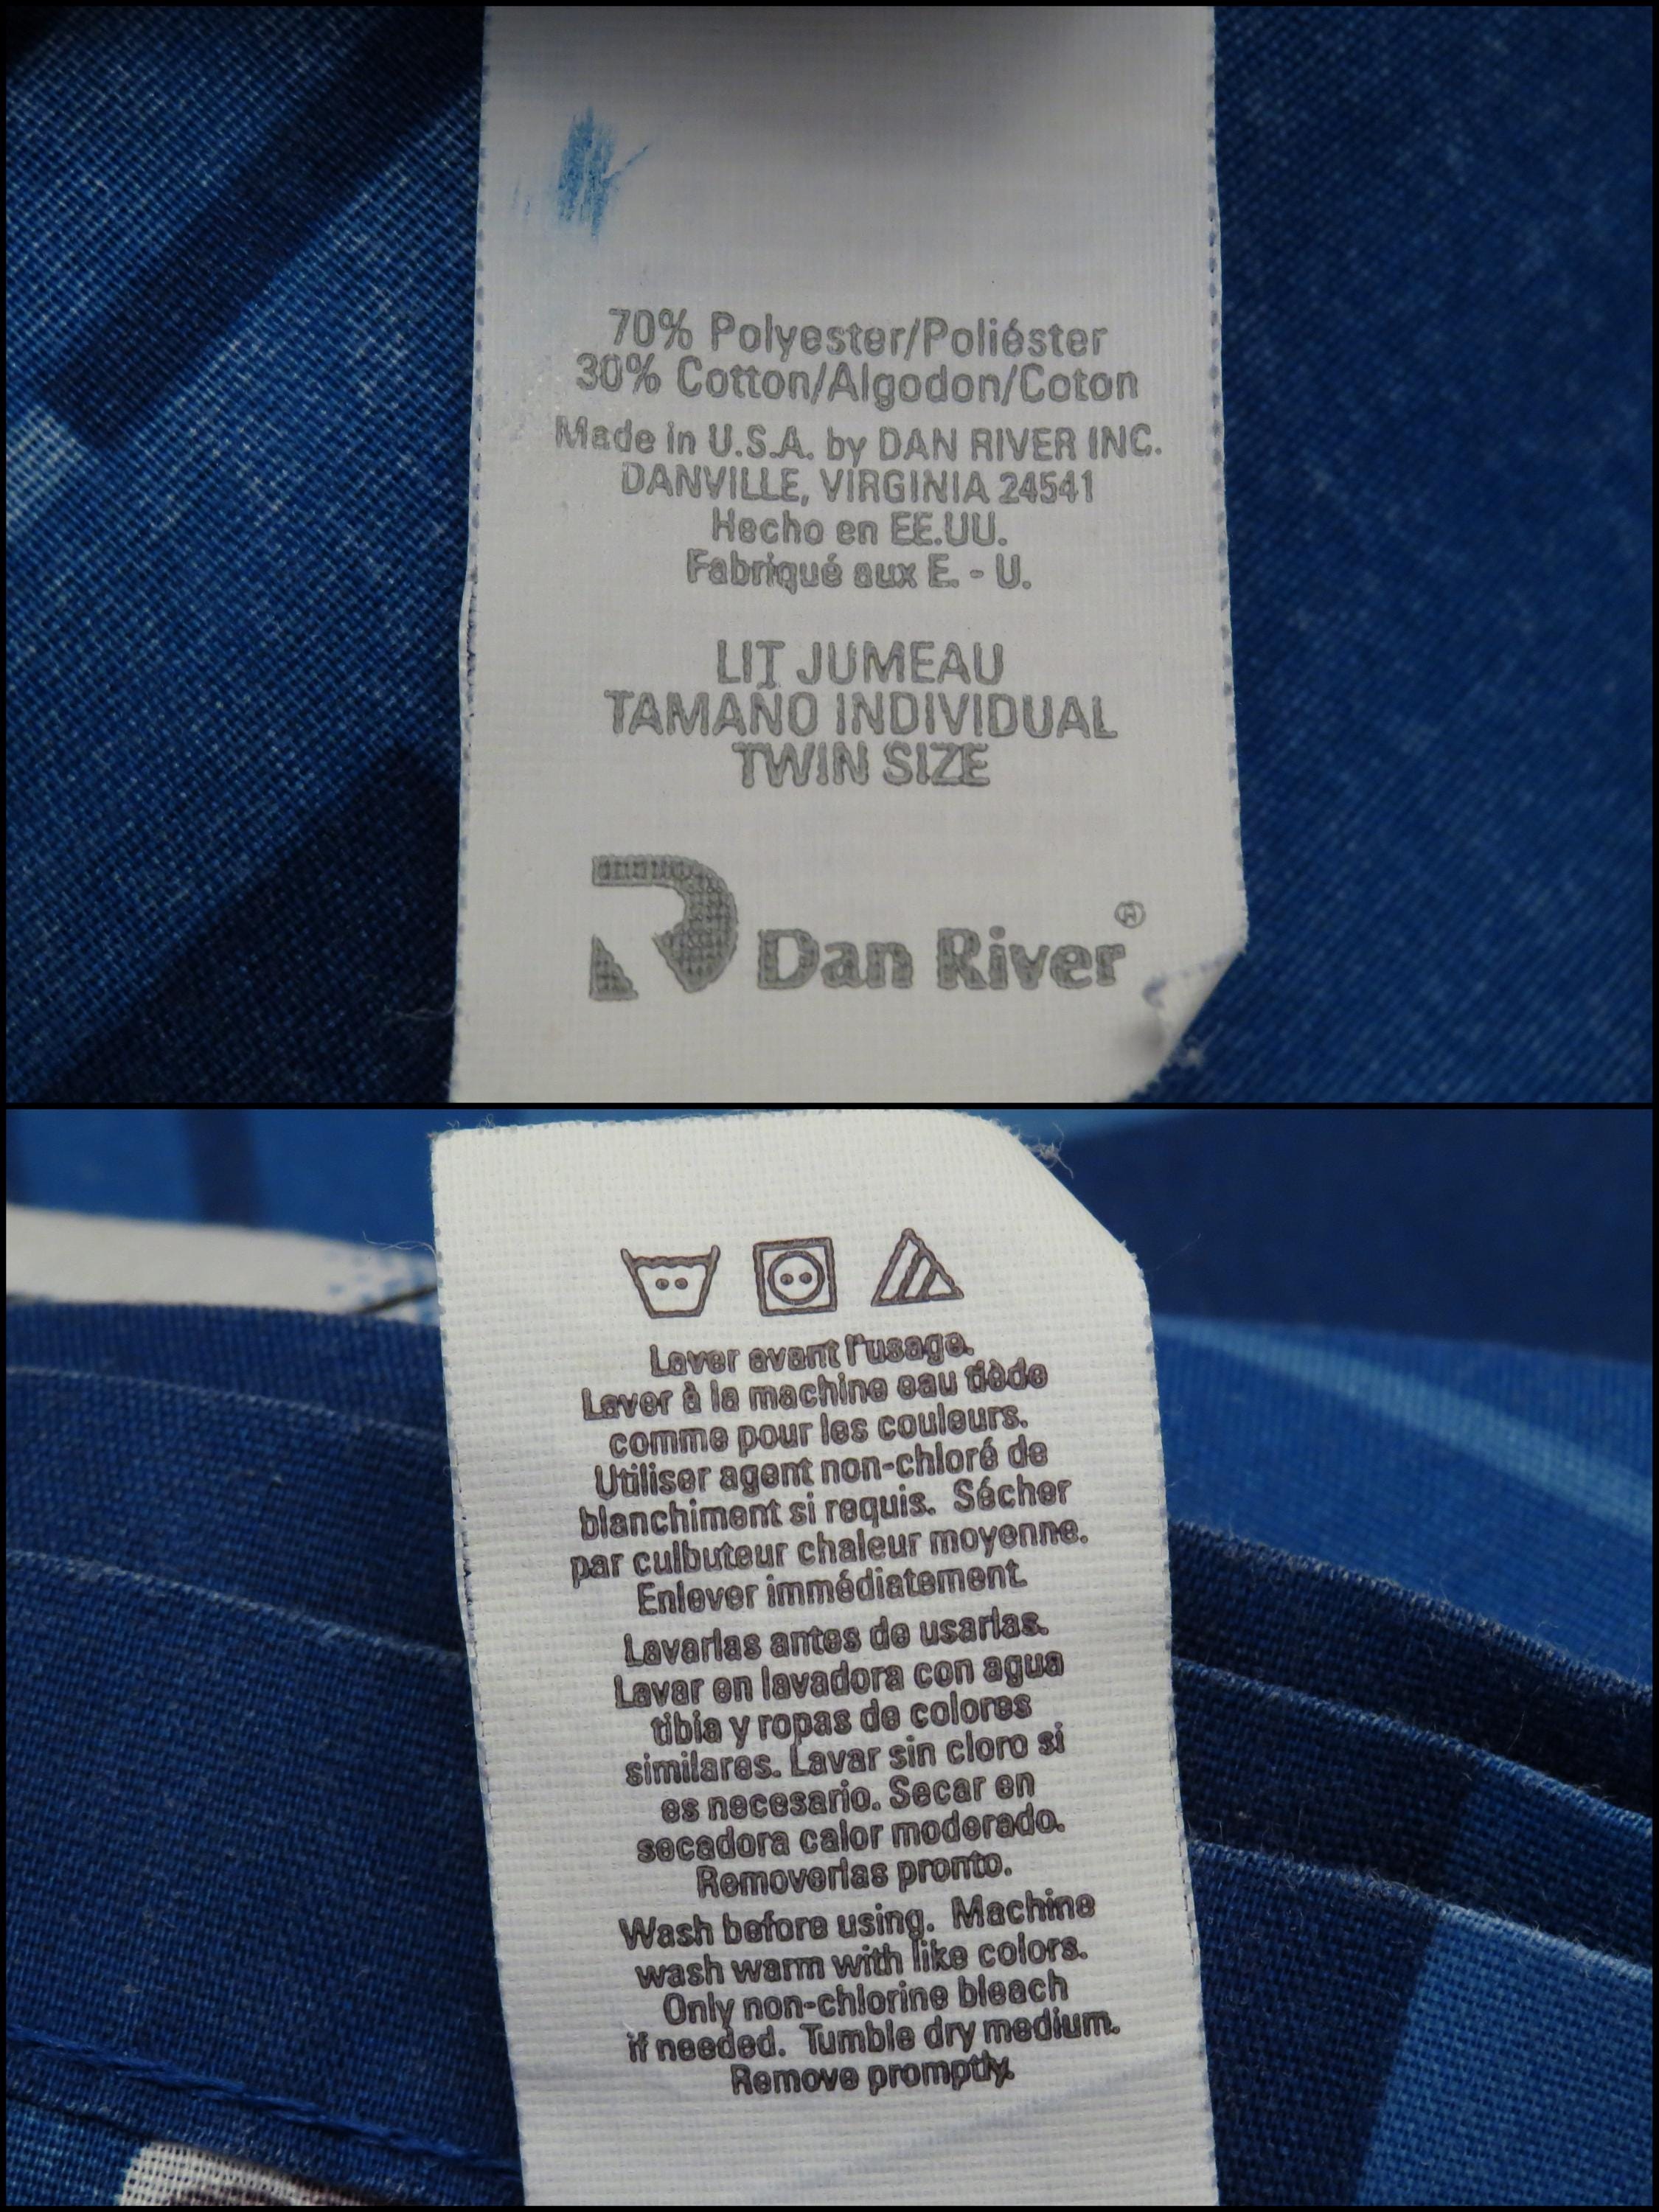 70% Polyester/Poliéster
30% Cotton/Algodon/Coton
Made in U.S.A. by DAN RIVER INC.
DANVILLE, VIRGINIA 24541
Hecho en EE.UU.
Fabriqué aux E. - U.
LIT JUMEAU
TAMAÑO INDIVIDUAL
TWIN SIZE
Dan River®
Laver avant l'usage.
Laver à la machine eau tiède
comme pour les couleurs.
Utiliser agent non-chloré de
blanchiment si requis. Sécher
par culbuteur chaleur moyenne.
Enlever immédiatement.
Lavarlas antes de usarlas.
Lavar en lavadora con agua
tibia y ropas de colores
similares. Lavar sin cloro si
es necesario. Secar en
secadora calor moderado.
Removerlas pronto.
Wash before using. Machine
wash warm with like colors.
Only non-chlorine bleach
if needed. Tumble dry medium.
Remove promptly.